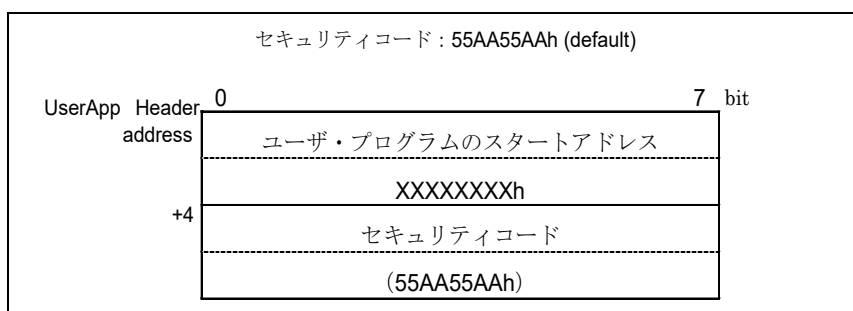 セキュリティコード : 55AA55AAh (default)
0 7 bit
UserApp Header
address
ユーザ・プログラムのスタートアドレス
XXXXXXXXh
+4
セキュリティコード
(55AA55AAh)